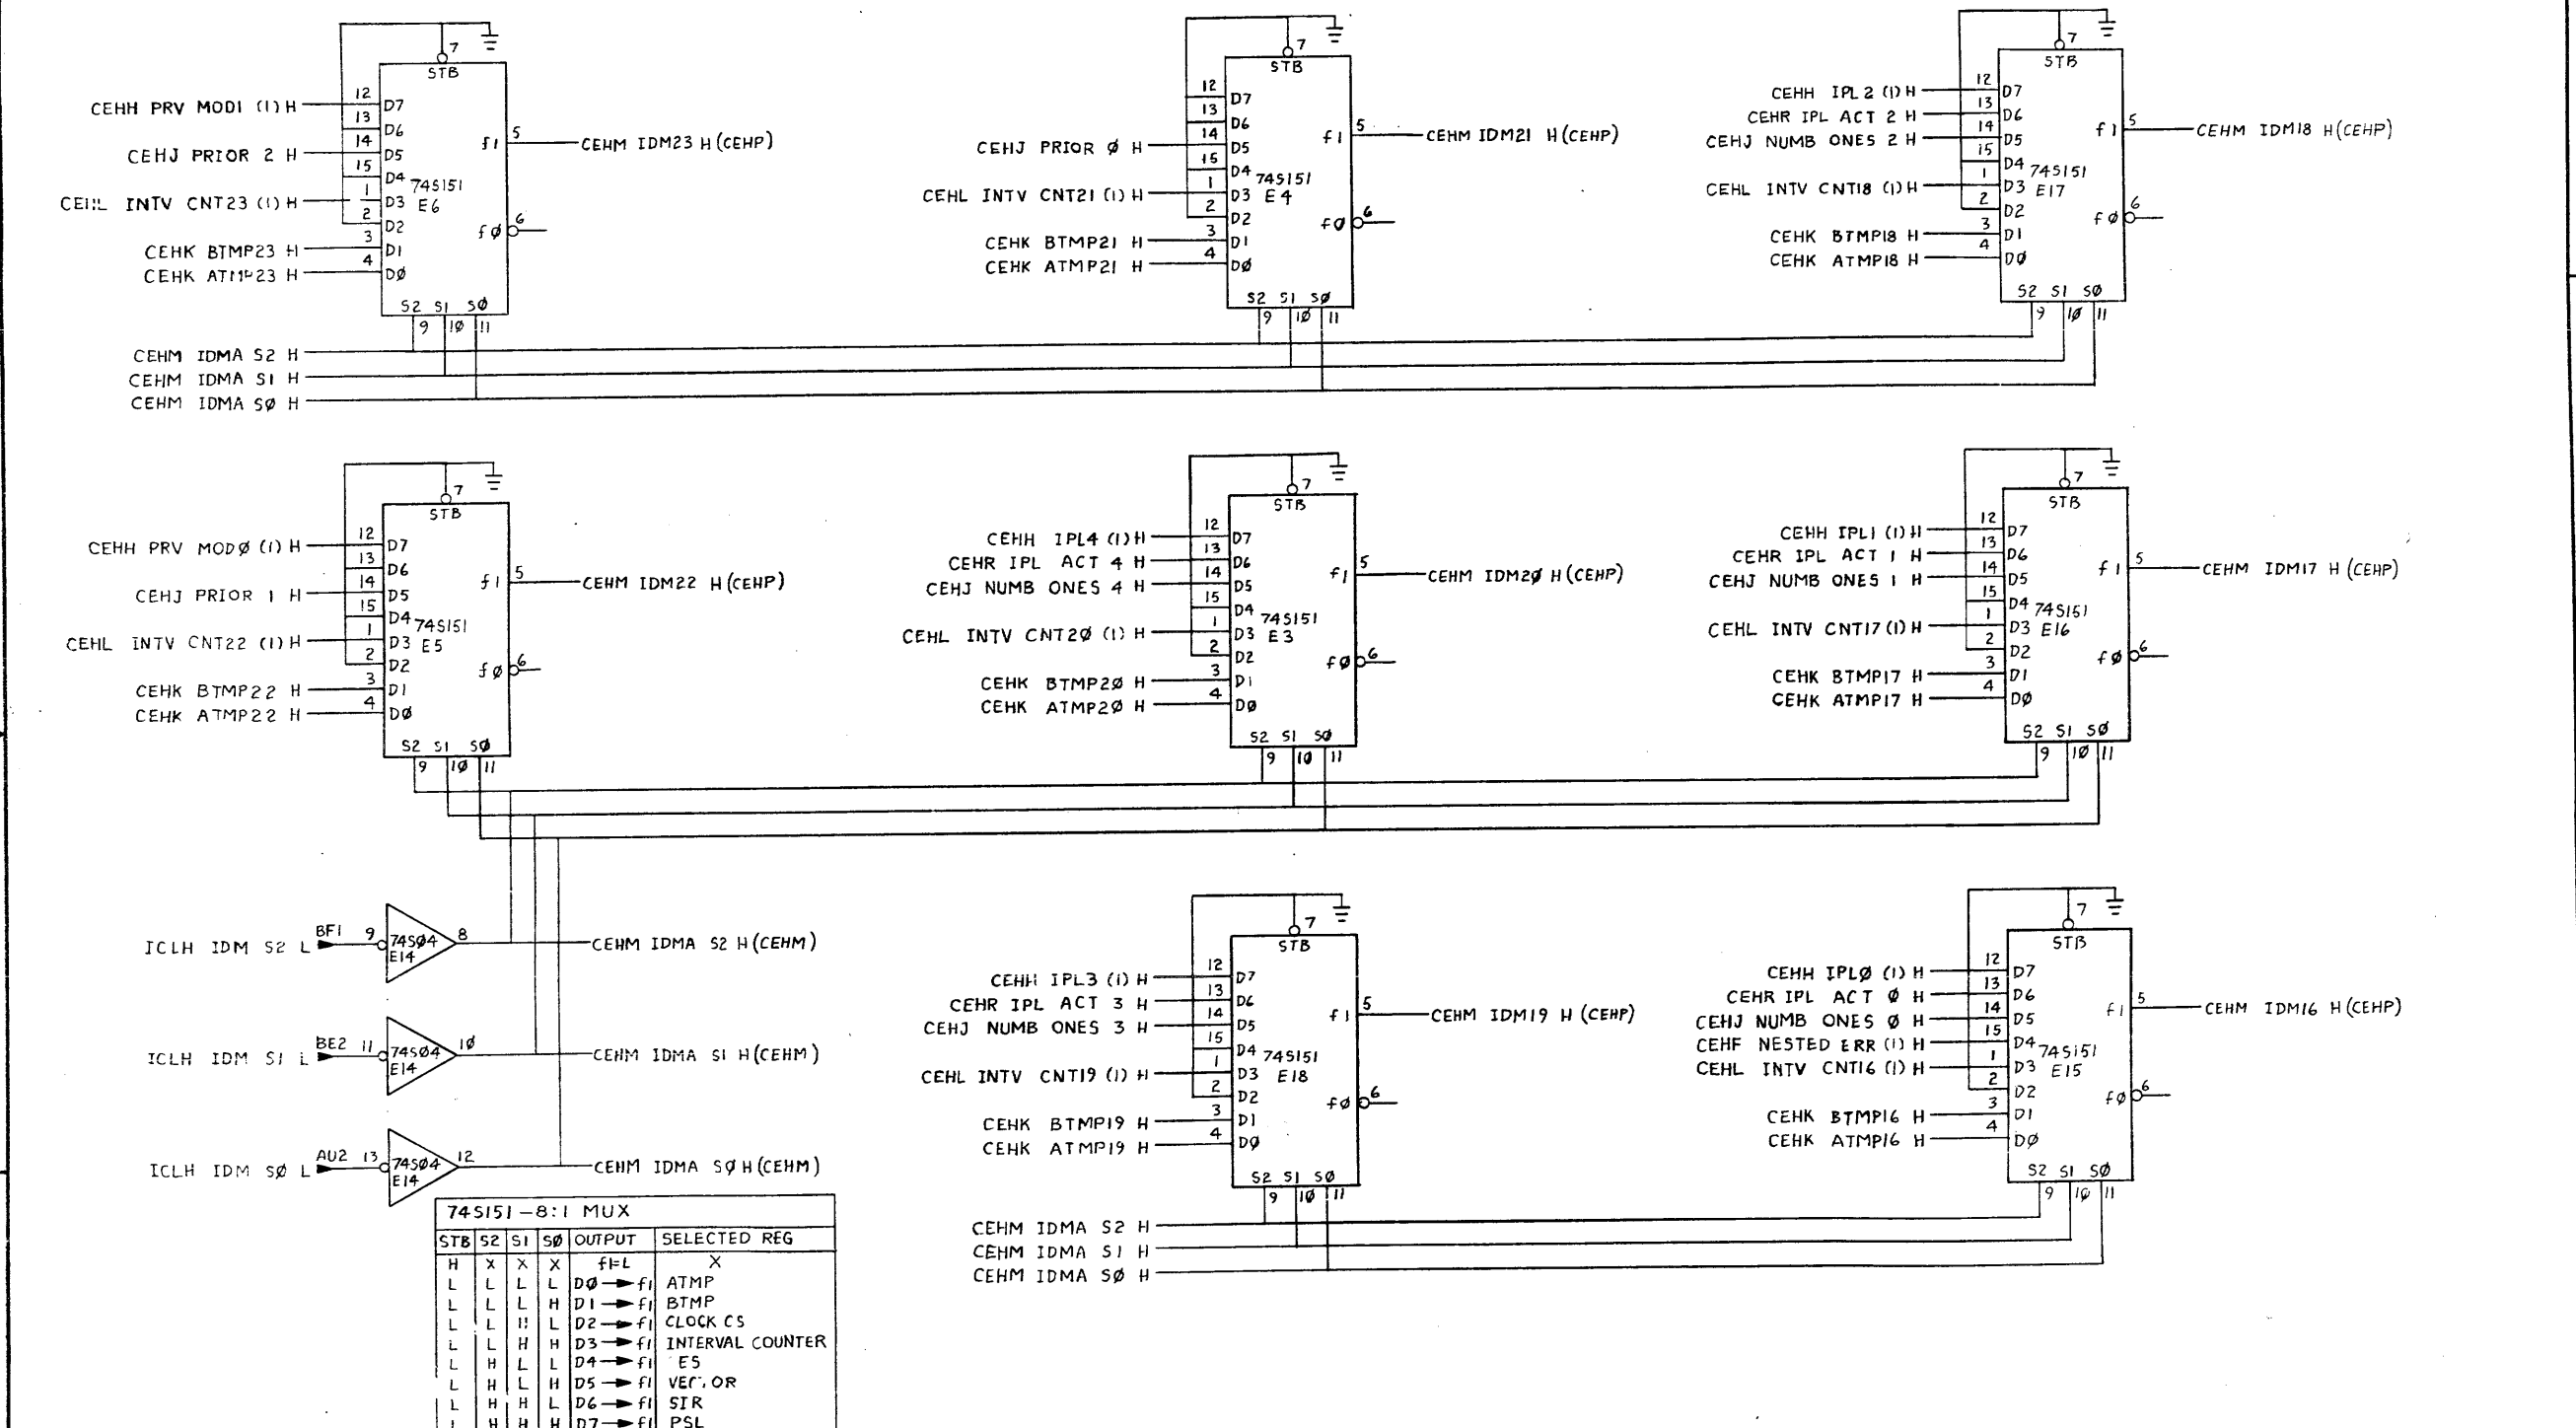 7
STB
CEHH PRV MOD1 (1) H 12 D7
13 D6
CEHJ PRIOR 2 H 14 D5
15 D4
CEHL INTV CNT23 (1) H 1 D3
2 D2
CEHK BTMP23 H 3 D1
CEHK ATMP23 H 4 DØ
74S151
E6
f1 5 CEHM IDM23 H (CEHP)
fØ 6
S2 S1 SØ
9 1Ø 11
7
STB
12 D7
13 D6
CEHJ PRIOR Ø H 14 D5
15 D4
CEHL INTV CNT21 (1) H 1 D3
2 D2
CEHK BTMP21 H 3 D1
CEHK ATMP21 H 4 DØ
74S151
E4
f1 5 CEHM IDM21 H (CEHP)
fØ 6
S2 S1 SØ
9 1Ø 11
7
STB
CEHH IPL2 (1) H 12 D7
CEHR IPL ACT 2 H 13 D6
CEHJ NUMB ONES 2 H 14 D5
15 D4
CEHL INTV CNT18 (1) H 1 D3
2 D2
CEHK BTMP18 H 3 D1
CEHK ATMP18 H 4 DØ
74S151
E17
f1 5 CEHM IDM18 H (CEHP)
fØ 6
S2 S1 SØ
9 1Ø 11
CEHM IDMA S2 H
CEHM IDMA S1 H
CEHM IDMA SØ H
7
STB
CEHH PRV MODØ (1) H 12 D7
13 D6
CEHJ PRIOR 1 H 14 D5
15 D4
CEHL INTV CNT22 (1) H 1 D3
2 D2
CEHK BTMP22 H 3 D1
CEHK ATMP22 H 4 DØ
74S151
E5
f1 5 CEHM IDM22 H (CEHP)
fØ 6
S2 S1 SØ
9 1Ø 11
7
STB
CEHH IPL4 (1) H 12 D7
CEHR IPL ACT 4 H 13 D6
CEHJ NUMB ONES 4 H 14 D5
15 D4
CEHL INTV CNT2Ø (1) H 1 D3
2 D2
CEHK BTMP2Ø H 3 D1
CEHK ATMP2Ø H 4 DØ
74S151
E3
f1 5 CEHM IDM2Ø H (CEHP)
fØ 6
S2 S1 SØ
9 1Ø 11
7
STB
CEHH IPL1 (1) H 12 D7
CEHR IPL ACT 1 H 13 D6
CEHJ NUMB ONES 1 H 14 D5
15 D4
CEHL INTV CNT17 (1) H 1 D3
2 D2
CEHK BTMP17 H 3 D1
CEHK ATMP17 H 4 DØ
74S151
E16
f1 5 CEHM IDM17 H (CEHP)
fØ 6
S2 S1 SØ
9 1Ø 11
ICLH IDM S2 L BF1 9 74SØ4 E14 8 CEHM IDMA S2 H (CEHM)
ICLH IDM S1 L BE2 11 74SØ4 E14 1Ø CEHM IDMA S1 H (CEHM)
ICLH IDM SØ L AU2 13 74SØ4 E14 12 CEHM IDMA SØ H (CEHM)
7
STB
CEHH IPL3 (1) H 12 D7
CEHR IPL ACT 3 H 13 D6
CEHJ NUMB ONES 3 H 14 D5
15 D4
CEHL INTV CNT19 (1) H 1 D3
2 D2
CEHK BTMP19 H 3 D1
CEHK ATMP19 H 4 DØ
74S151
E18
f1 5 CEHM IDM19 H (CEHP)
fØ 6
S2 S1 SØ
9 1Ø 11
7
STB
CEHH IPLØ (1) H 12 D7
CEHR IPL ACT Ø H 13 D6
CEHJ NUMB ONES Ø H 14 D5
CEHF NESTED ERR (1) H 15 D4
CEHL INTV CNT16 (1) H 1 D3
2 D2
CEHK BTMP16 H 3 D1
CEHK ATMP16 H 4 DØ
74S151
E15
f1 5 CEHM IDM16 H (CEHP)
fØ 6
S2 S1 SØ
9 1Ø 11
CEHM IDMA S2 H
CEHM IDMA S1 H
CEHM IDMA SØ H
74S151-8:1 MUX
STB S2 S1 SØ OUTPUT SELECTED REG
H X X X f1=L X
L L L L DØ→f1 ATMP
L L L H D1→f1 BTMP
L L H L D2→f1 CLOCK CS
L L H H D3→f1 INTERVAL COUNTER
L H L L D4→f1 ES
L H L H D5→f1
L H H L D6→f1 SIR
L H H H D7→f1 PSL